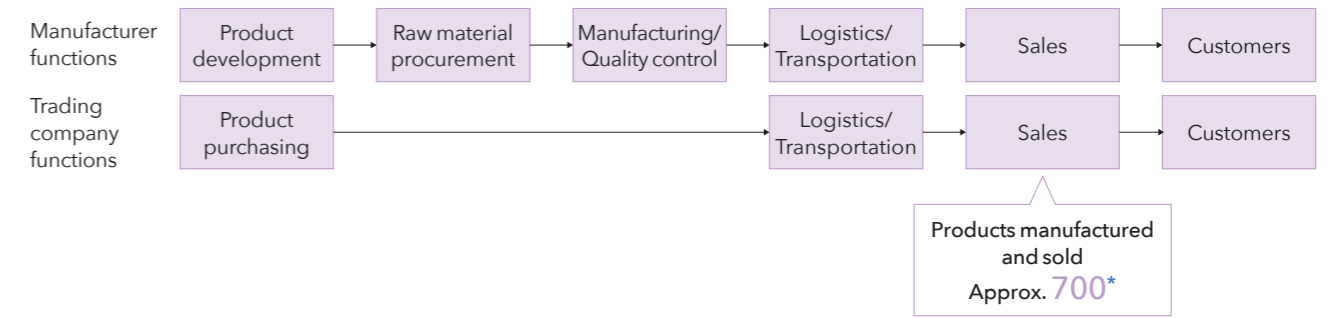 Manufacturer
functions
Product
development
Raw material
procurement
Manufacturing/
Quality control
Logistics/
Transportation
Sales
Customers
Trading
company
functions
Product
purchasing
Logistics/
Transportation
Sales
Customers
Products manufactured
and sold
Approx. 700*